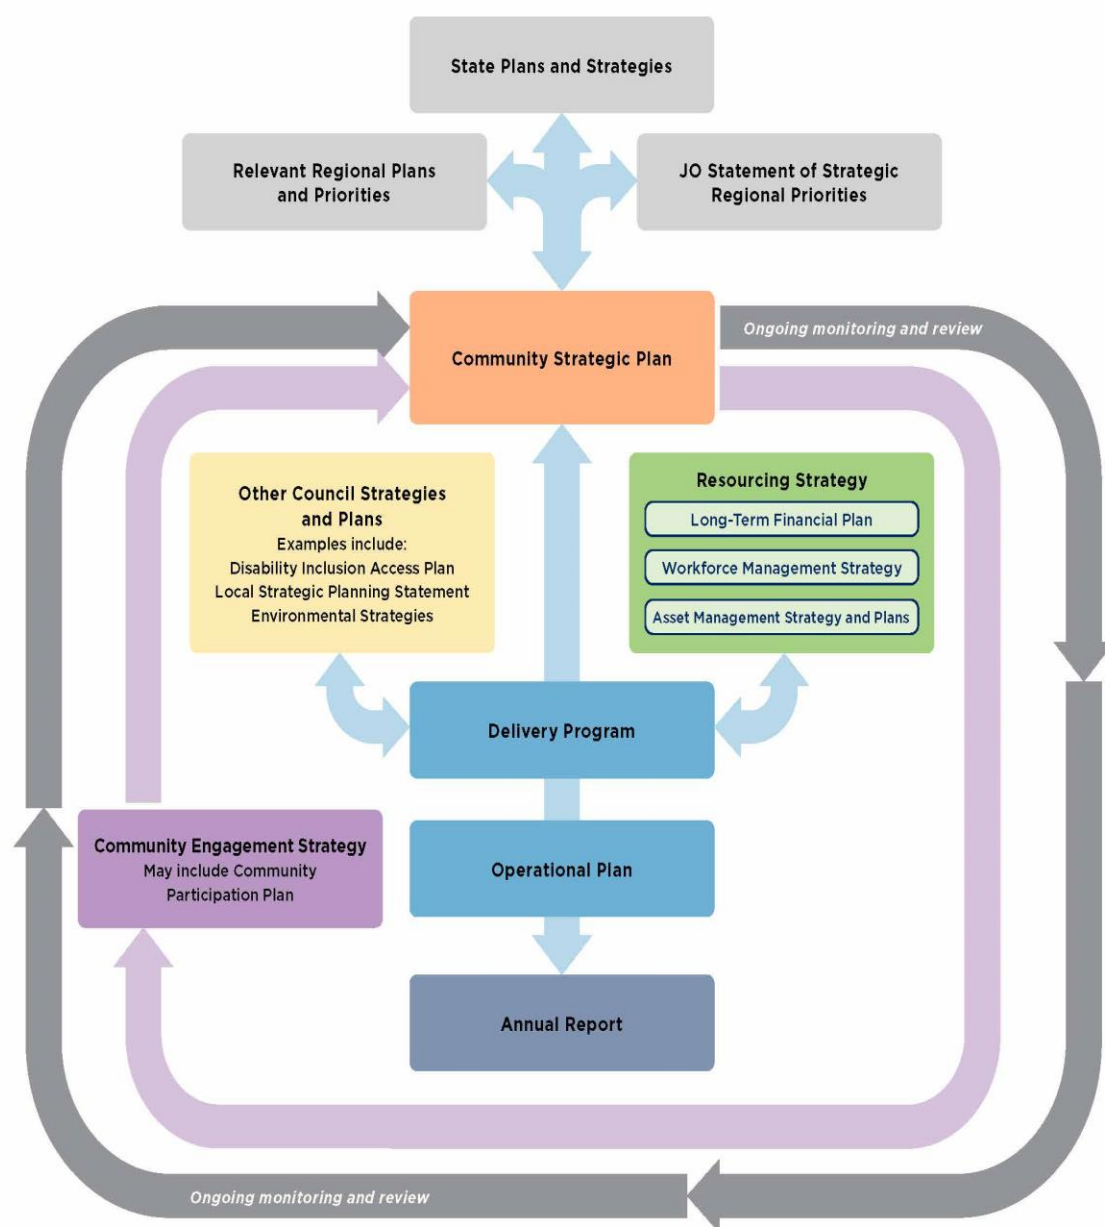 State Plans and Strategies
Relevant Regional Plans
and Priorities
JO Statement of Strategic
Regional Priorities
Community Strategic Plan
Ongoing monitoring and review
Other Council Strategies
and Plans
Examples include:
Disability Inclusion Access Plan
Local Strategic Planning Statement
Environmental Strategies
Resourcing Strategy
Long-Term Financial Plan
Workforce Management Strategy
Asset Management Strategy and Plans
Delivery Program
Community Engagement Strategy
May include Community
Participation Plan
Operational Plan
Annual Report
Ongoing monitoring and review